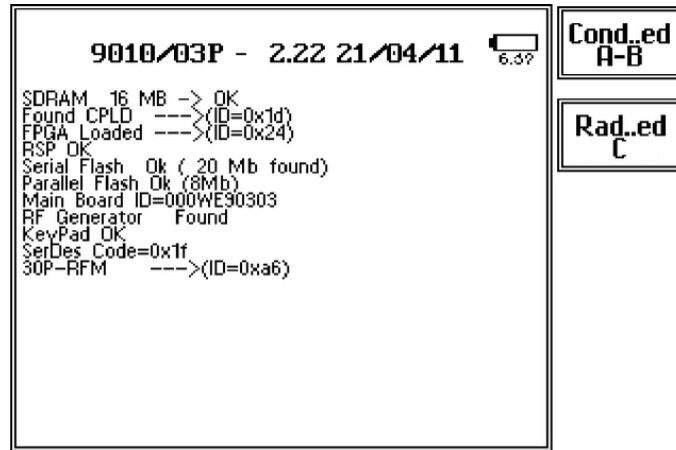 9010/03P - 2.22 21/04/11
6.37
SDRAM 16 MB -> OK
Found CPLD --->(ID=0x1d)
FPGA Loaded --->(ID=0x24)
RSP OK
Serial Flash Ok ( 20 Mb found)
Parallel Flash Ok (8Mb)
Main Board ID=000WE90303
RF Generator Found
KeyPad OK
SerDes Code=0x1f
30P-RFM --->(ID=0xa6)
Cond..ed
A-B
Rad..ed
C